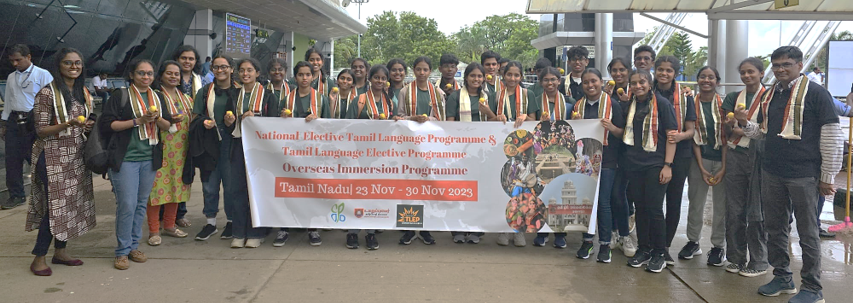 National Elective Tamil Language Programme &
Tamil Language Elective Programme
Overseas Immersion Programme
Tamil Nadu| 23 Nov - 30 Nov 2023
TLEP